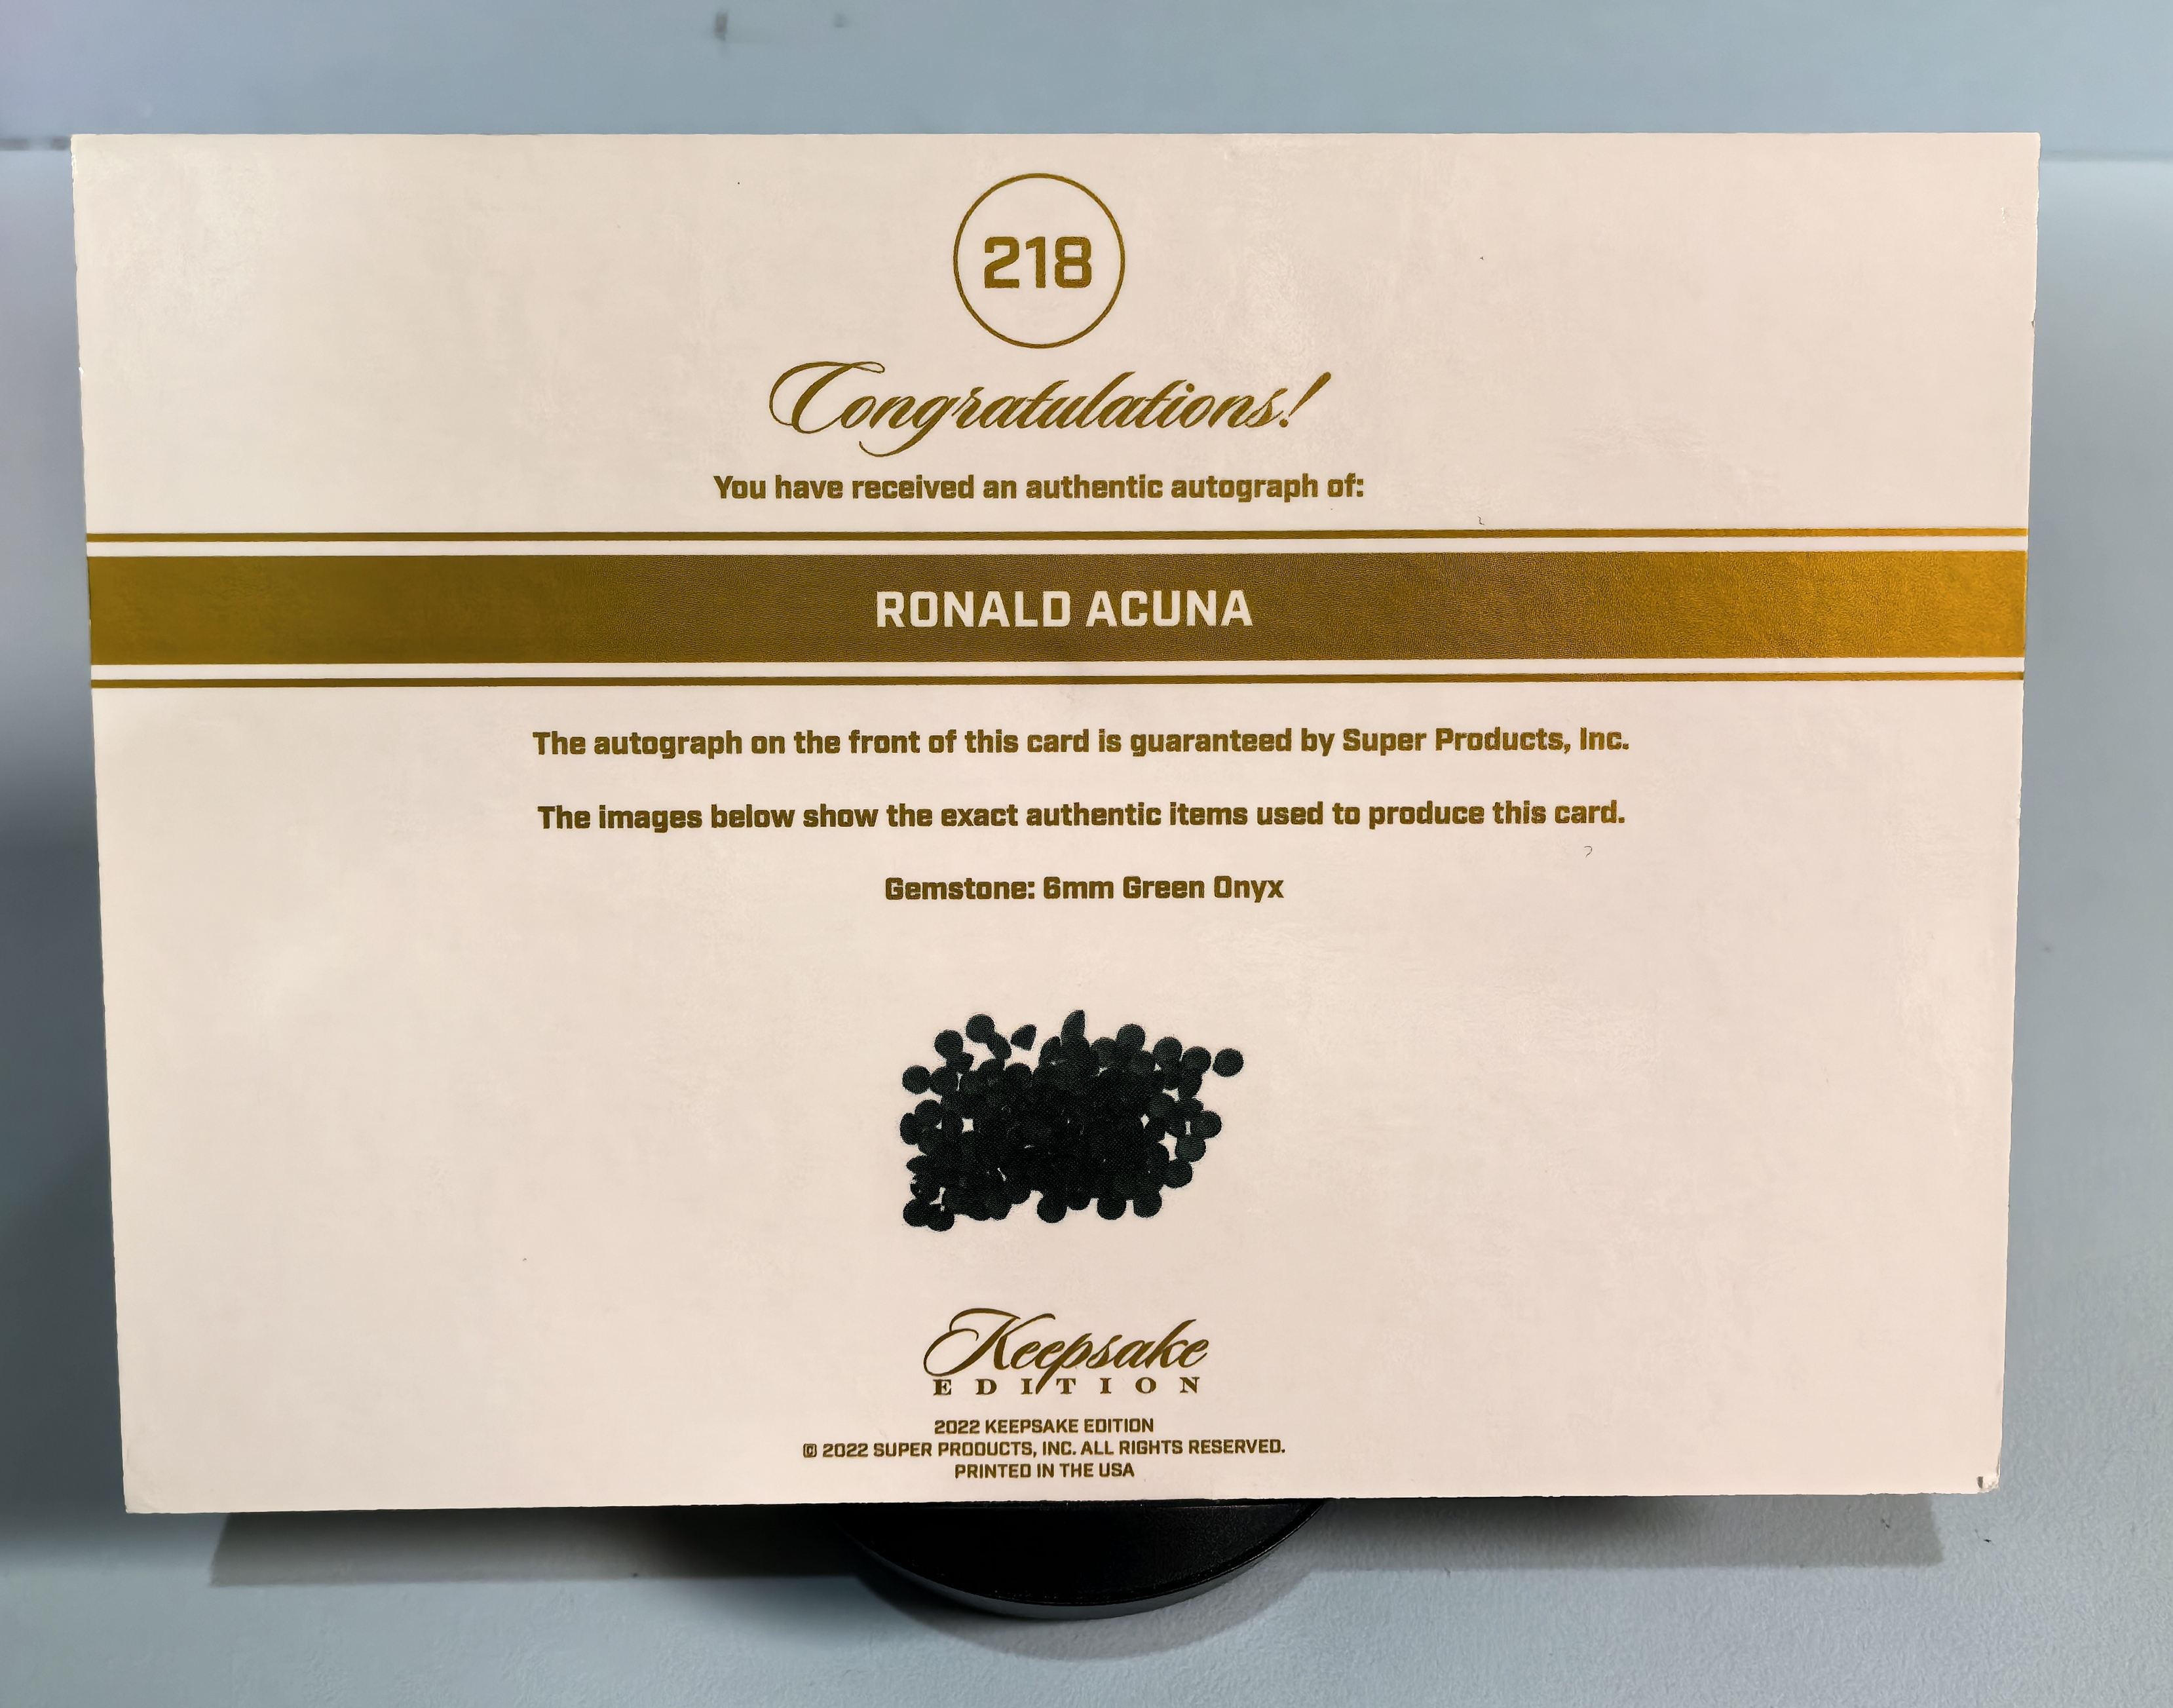 218
Congratulations!
You have received an authentic autograph of:
RONALD ACUNA
The autograph on the front of this card is guaranteed by Super Products, Inc.
The images below show the exact authentic items used to produce this card.
Gemstone: 6mm Green Onyx
Keepsake
EDITION
2022 KEEPSAKE EDITION
© 2022 SUPER PRODUCTS, INC. ALL RIGHTS RESERVED.
PRINTED IN THE USA